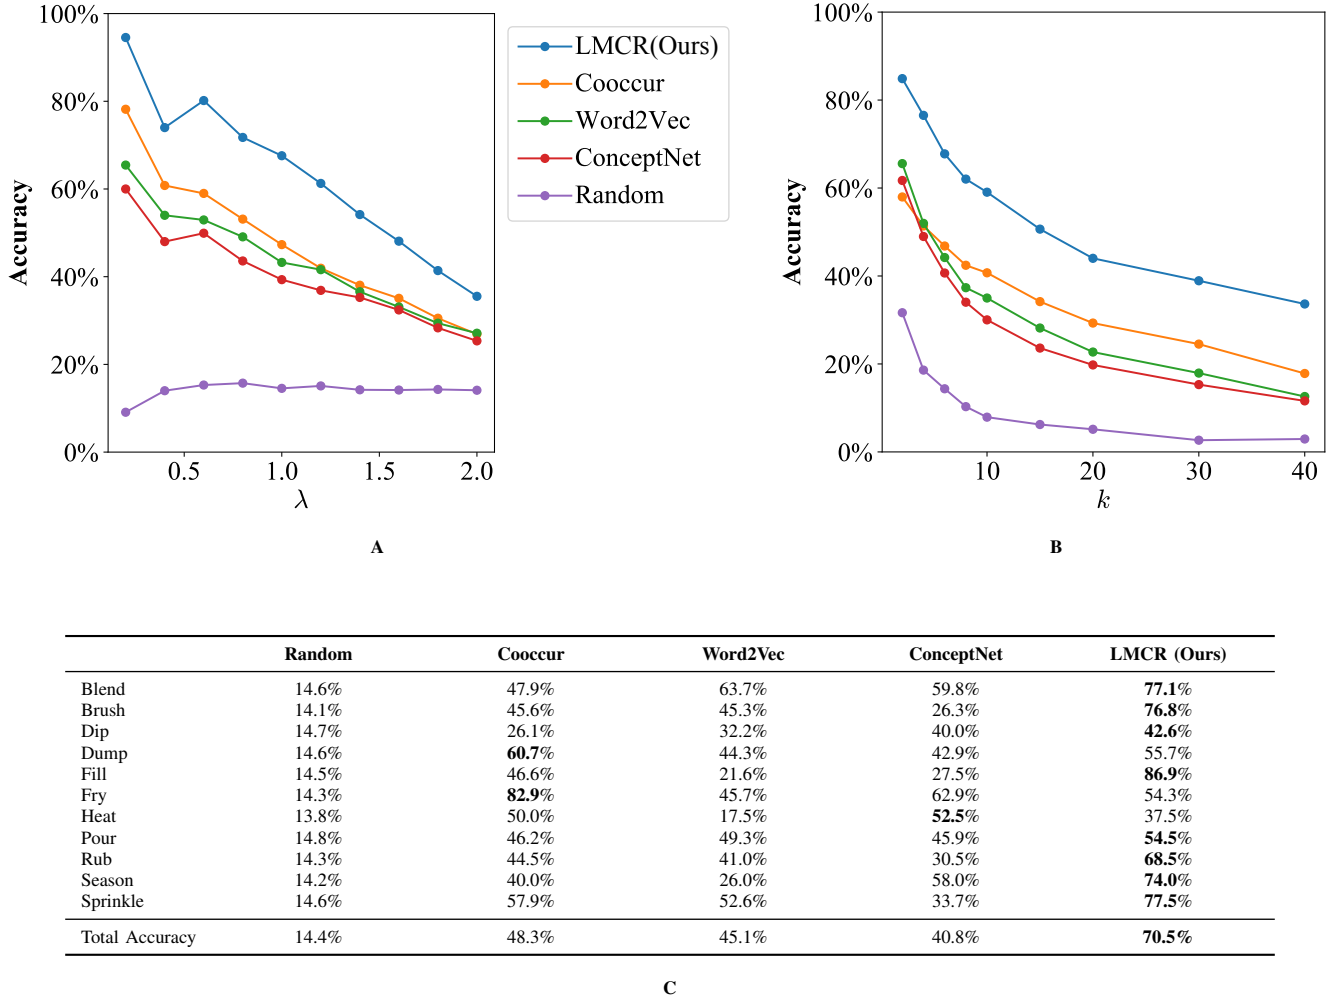 100%
80%
60%
40%
20%
0%
Accuracy
0.5 1.0 1.5 2.0
λ
A
LMCR(Ours)
Cooccur
Word2Vec
ConceptNet
Random
100%
80%
60%
40%
20%
0%
Accuracy
10 20 30 40
k
B
Random Cooccur Word2Vec ConceptNet LMCR (Ours)
Blend 14.6% 47.9% 63.7% 59.8% 77.1%
Brush 14.1% 45.6% 45.3% 26.3% 76.8%
Dip 14.7% 26.1% 32.2% 40.0% 42.6%
Dump 14.6% 60.7% 44.3% 42.9% 55.7%
Fill 14.5% 46.6% 21.6% 27.5% 86.9%
Fry 14.3% 82.9% 45.7% 62.9% 54.3%
Heat 13.8% 50.0% 17.5% 52.5% 37.5%
Pour 14.8% 46.2% 49.3% 45.9% 54.5%
Rub 14.3% 44.5% 41.0% 30.5% 68.5%
Season 14.2% 40.0% 26.0% 58.0% 74.0%
Sprinkle 14.6% 57.9% 52.6% 33.7% 77.5%
Total Accuracy 14.4% 48.3% 45.1% 40.8% 70.5%
C